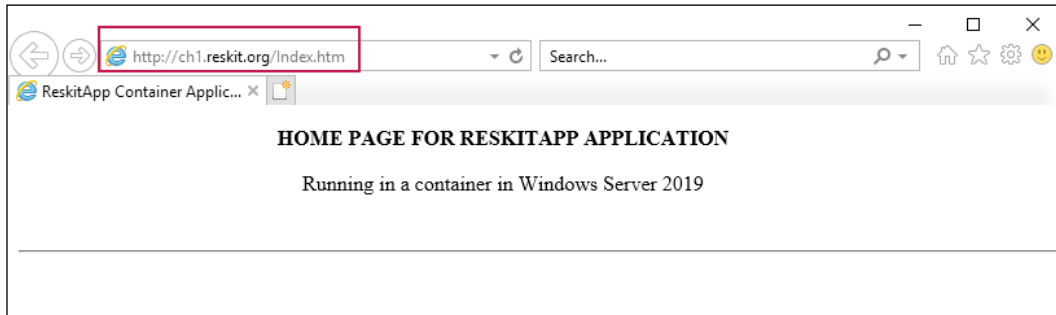 http://ch1.reskit.org/Index.htm
Search...
ReskitApp Container Applic...
HOME PAGE FOR RESKITAPP APPLICATION
Running in a container in Windows Server 2019